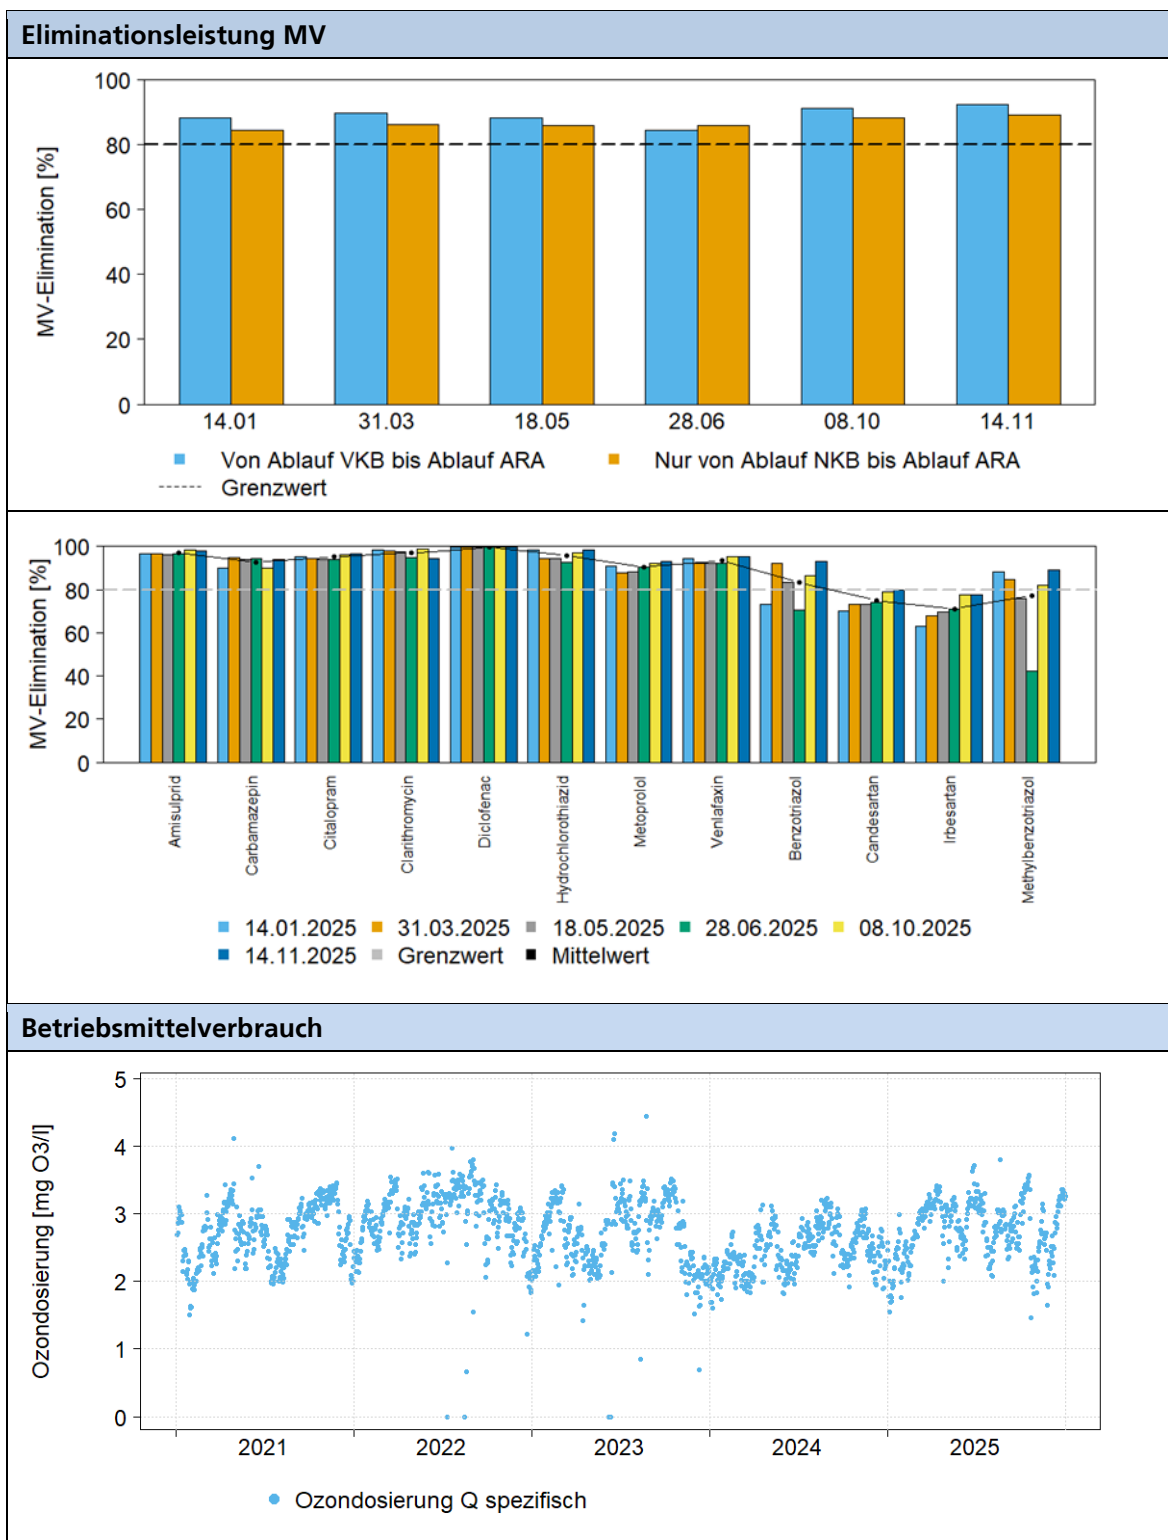 Eliminationsleistung MV
MV-Elimination [%]
100
80
60
40
20
0
14.01 31.03 18.05 28.06 08.10 14.11
Von Ablauf VKB bis Ablauf ARA Nur von Ablauf NKB bis Ablauf ARA
Grenzwert
MV-Elimination [%]
100
80
60
40
20
0
Amisulprid Carbamazepin Citalopram Clarithromycin Diclofenac Hydrochlorothiazid Metoprolol Venlafaxin Benzotriazol Candesartan Irbesartan Methylbenzotriazol
14.01.2025 31.03.2025 18.05.2025 28.06.2025 08.10.2025
14.11.2025 Grenzwert Mittelwert
Betriebsmittelverbrauch
Ozondosierung [mg O3/l]
5
4
3
2
1
0
2021 2022 2023 2024 2025
Ozondosierung Q spezifisch